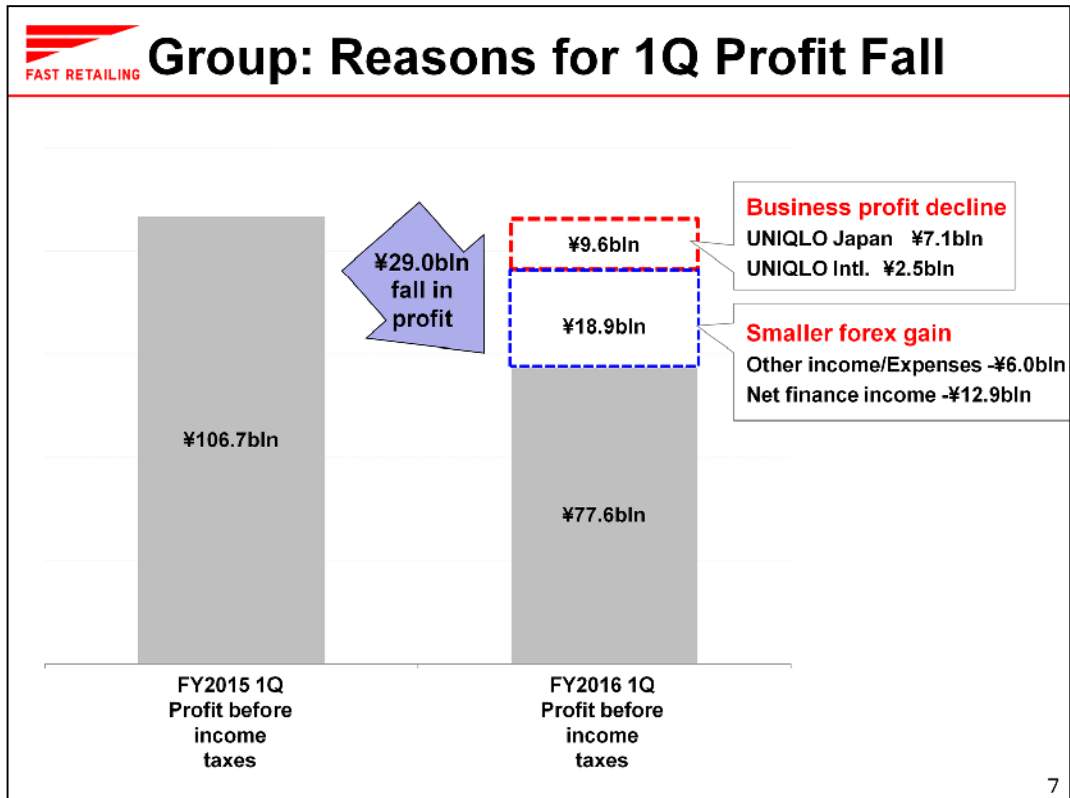 FAST RETAILING
Group: Reasons for 1Q Profit Fall
¥29.0bln
fall in
profit
¥9.6bln
¥18.9bln
Business profit decline
UNIQLO Japan ¥7.1bln
UNIQLO Intl. ¥2.5bln
Smaller forex gain
Other income/Expenses -¥6.0bln
Net finance income -¥12.9bln
¥106.7bln
¥77.6bln
FY2015 1Q
Profit before
income
taxes
FY2016 1Q
Profit before
income
taxes
7